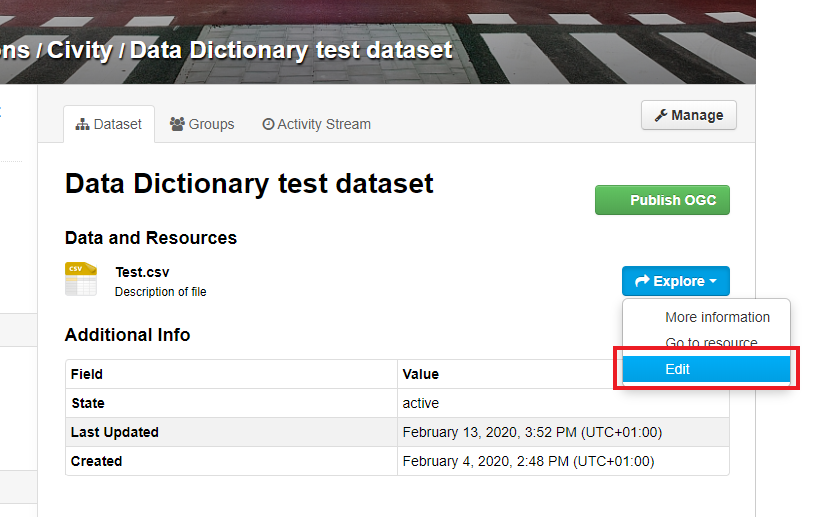 ons / Civity / Data Dictionary test dataset
Dataset
Groups
Activity Stream
Manage
Data Dictionary test dataset
Publish OGC
Data and Resources
CSV
Test.csv
Description of file
Explore
More information
Go to resource
Edit
Additional Info
Field Value
State active
Last Updated February 13, 2020, 3:52 PM (UTC+01:00)
Created February 4, 2020, 2:48 PM (UTC+01:00)